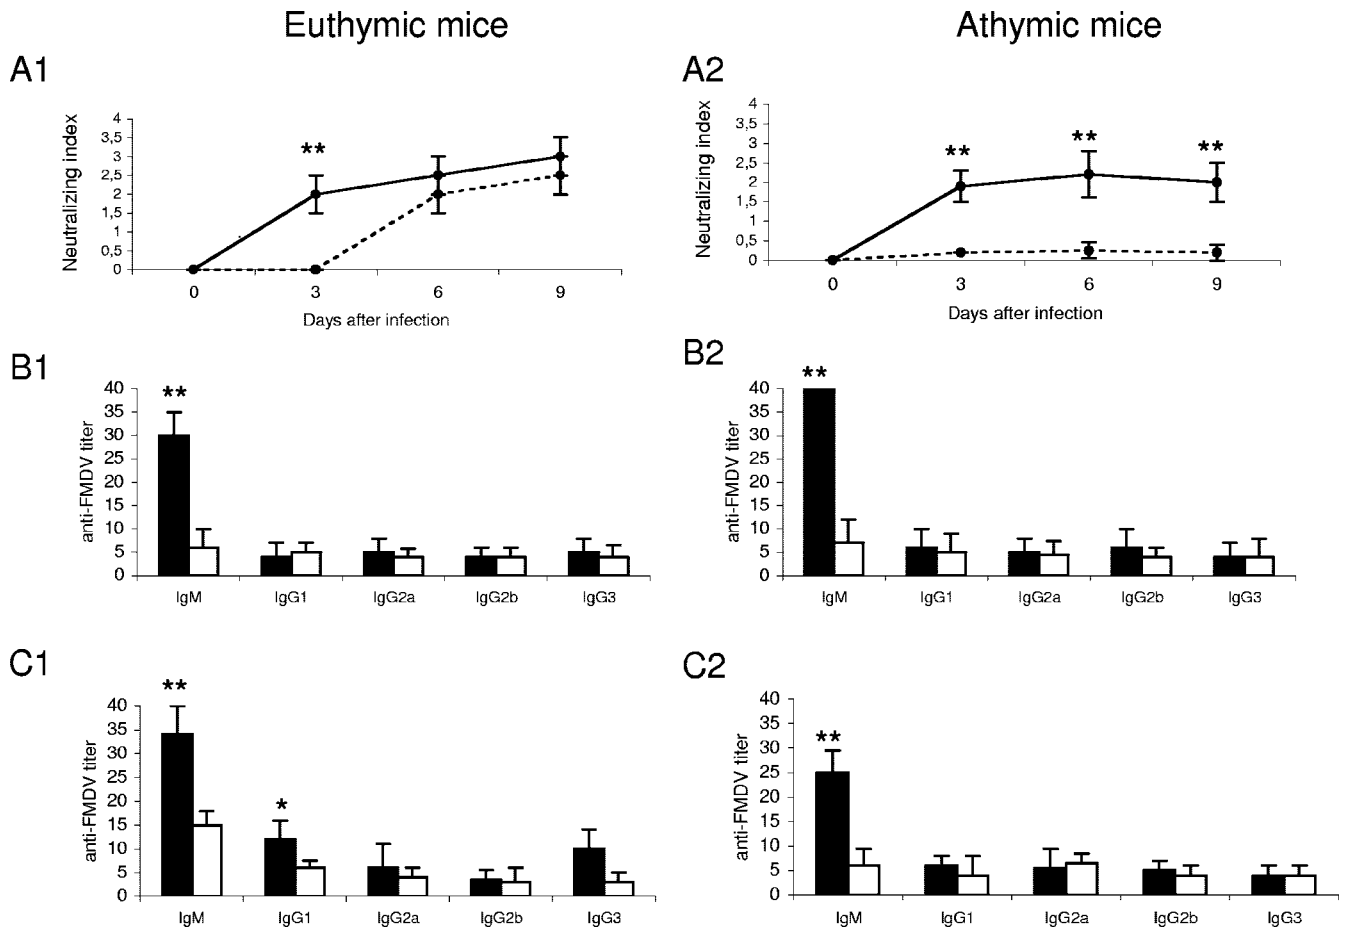 Euthymic mice
Athymic mice
A1
Neutralizing index
4
3,5
3
2,5
2
1,5
1
0,5
0
**
0 3 6 9
Days after infection
A2
Neutralizing index
4
3,5
3
2,5
2
1,5
1
0,5
0
** ** **
0 3 6 9
Days after infection
B1
anti-FMDV titer
40
35
30
25
20
15
10
5
0
**
IgM IgG1 IgG2a IgG2b IgG3
B2
anti-FMDV titer
40
35
30
25
20
15
10
5
0
**
IgM IgG1 IgG2a IgG2b IgG3
C1
anti-FMDV titer
40
35
30
25
20
15
10
5
0
**
*
IgM IgG1 IgG2a IgG2b IgG3
C2
anti-FMDV titer
40
35
30
25
20
15
10
5
0
**
IgM IgG1 IgG2a IgG2b IgG3